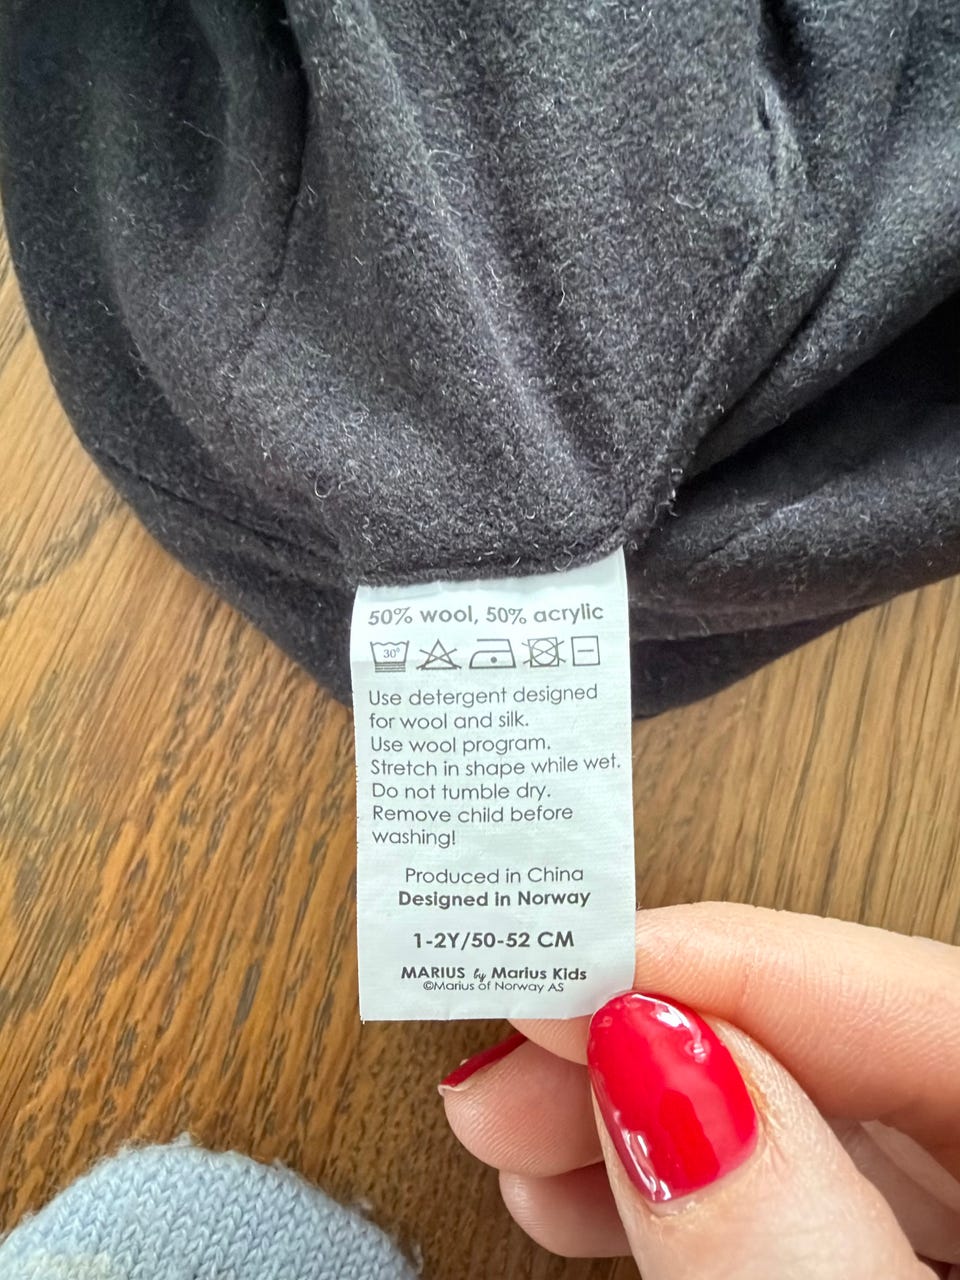 50% wool, 50% acrylic
30°
Use detergent designed
for wool and silk.
Use wool program.
Stretch in shape while wet.
Do not tumble dry.
Remove child before
washing!
Produced in China
Designed in Norway
1-2Y/50-52 CM
MARIUS by Marius Kids
©Marius of Norway AS